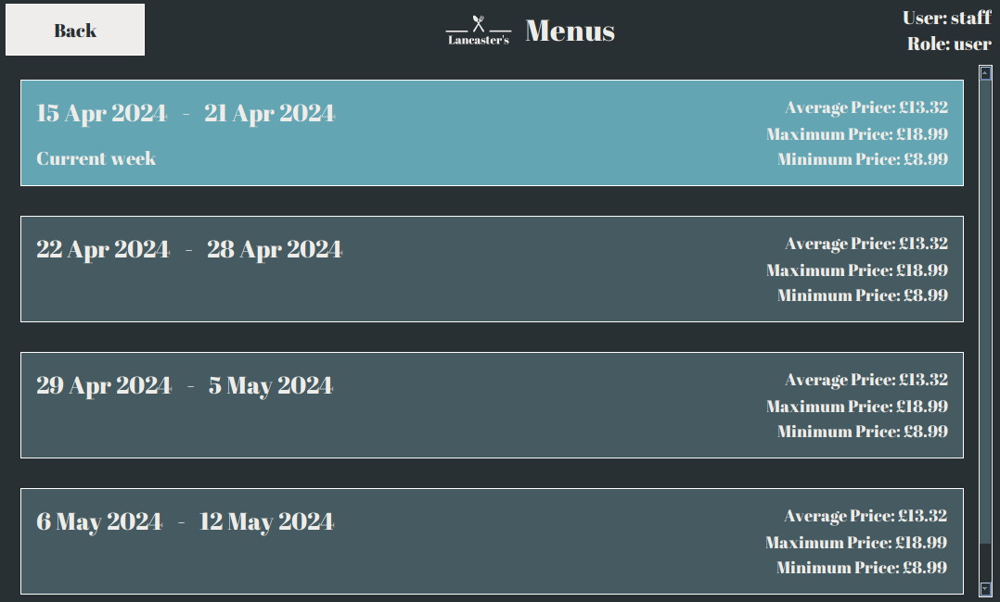 Back
Lancaster's
Menus
User: staff
Role: user
15 Apr 2024 - 21 Apr 2024
Current week
Average Price: £13.32
Maximum Price: £18.99
Minimum Price: £8.99
22 Apr 2024 - 28 Apr 2024
Average Price: £13.32
Maximum Price: £18.99
Minimum Price: £8.99
29 Apr 2024 - 5 May 2024
Average Price: £13.32
Maximum Price: £18.99
Minimum Price: £8.99
6 May 2024 - 12 May 2024
Average Price: £13.32
Maximum Price: £18.99
Minimum Price: £8.99